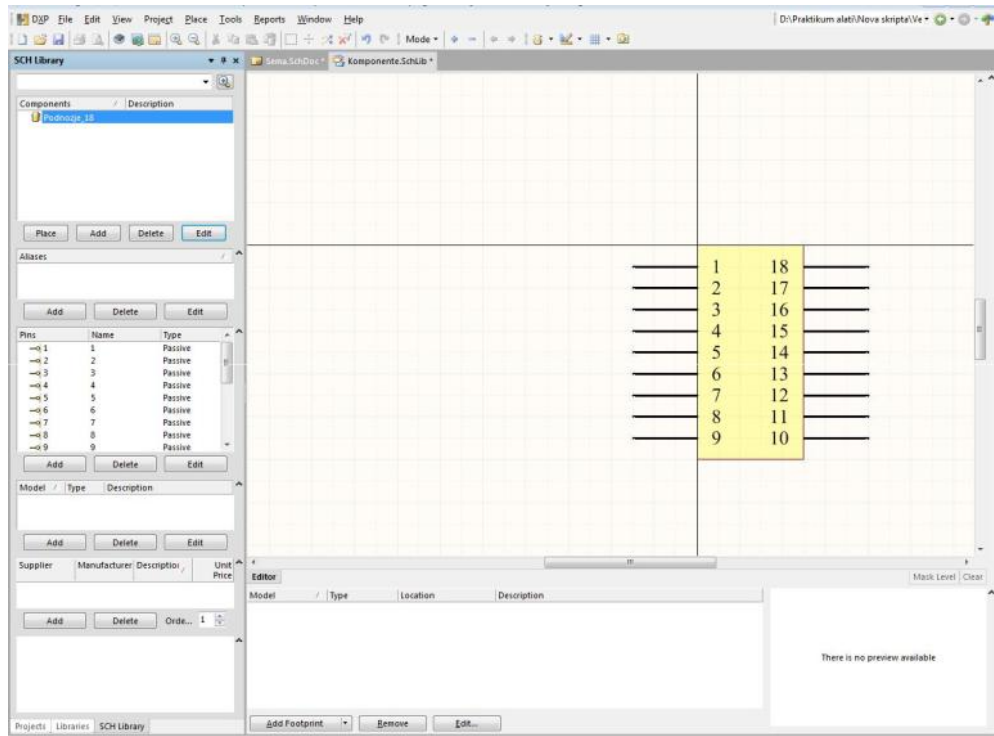 DXP File Edit View Project Place Tools Reports Window Help
D:\Praktikum alati\Nova skripta\Ve
Mode
SCH Library
Sema.SchDoc *
Komponente.SchLib *
Components / Description
Podnozje_18
Place Add Delete Edit
Aliases /
Add Delete Edit
Pins Name Type
1 1 Passive
2 2 Passive
3 3 Passive
4 4 Passive
5 5 Passive
6 6 Passive
7 7 Passive
8 8 Passive
9 9 Passive
Add Delete Edit
Model / Type Description
Add Delete Edit
Supplier Manufacturer Description / Unit Price
Add Delete Orde... 1
Projects Libraries SCH Library
1 18
2 17
3 16
4 15
5 14
6 13
7 12
8 11
9 10
Editor
Mask Level Clear
Model / Type Location Description
There is no preview available
Add Footprint Remove Edit...